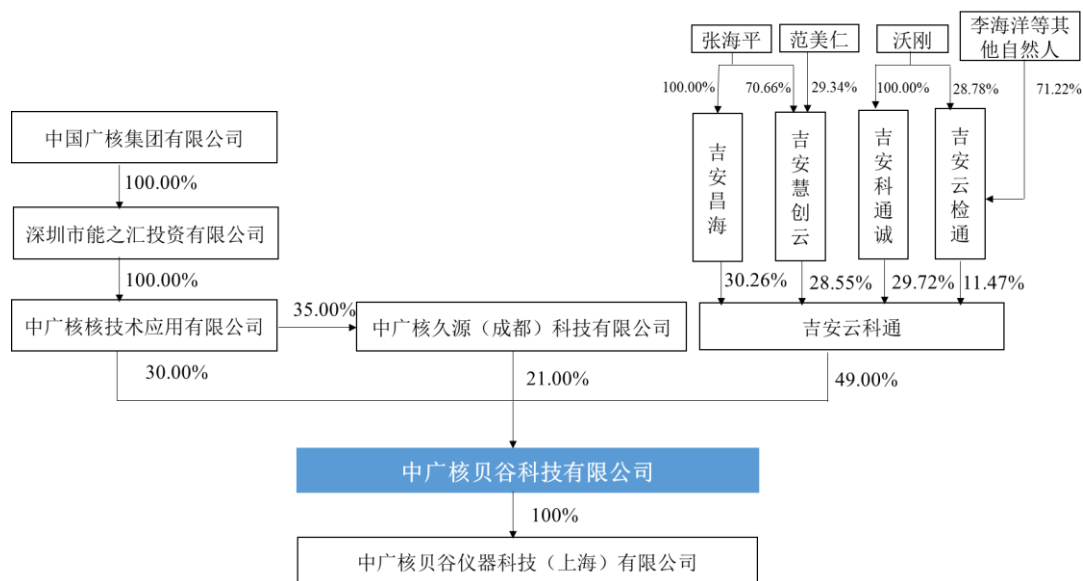 张海平
范美仁
沃刚
李海洋等其
他自然人
100.00%
70.66%
29.34%
100.00%
28.78%
71.22%
中国广核集团有限公司
吉安昌海
吉安慧创云
吉安科通诚
吉安云检通
100.00%
深圳市能之汇投资有限公司
100.00%
30.26%
28.55%
29.72%
11.47%
中广核核技术应用有限公司
35.00%
中广核久源（成都）科技有限公司
吉安云科通
30.00%
21.00%
49.00%
中广核贝谷科技有限公司
100%
中广核贝谷仪器科技（上海）有限公司